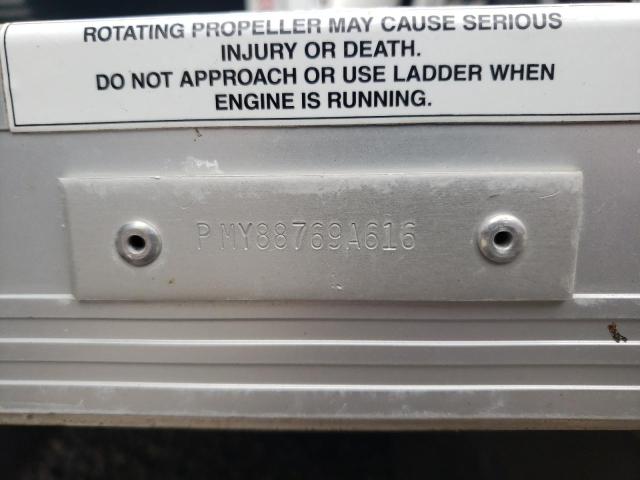 ROTATING PROPELLER MAY CAUSE SERIOUS
INJURY OR DEATH.
DO NOT APPROACH OR USE LADDER WHEN
ENGINE IS RUNNING.
P MY88769A616